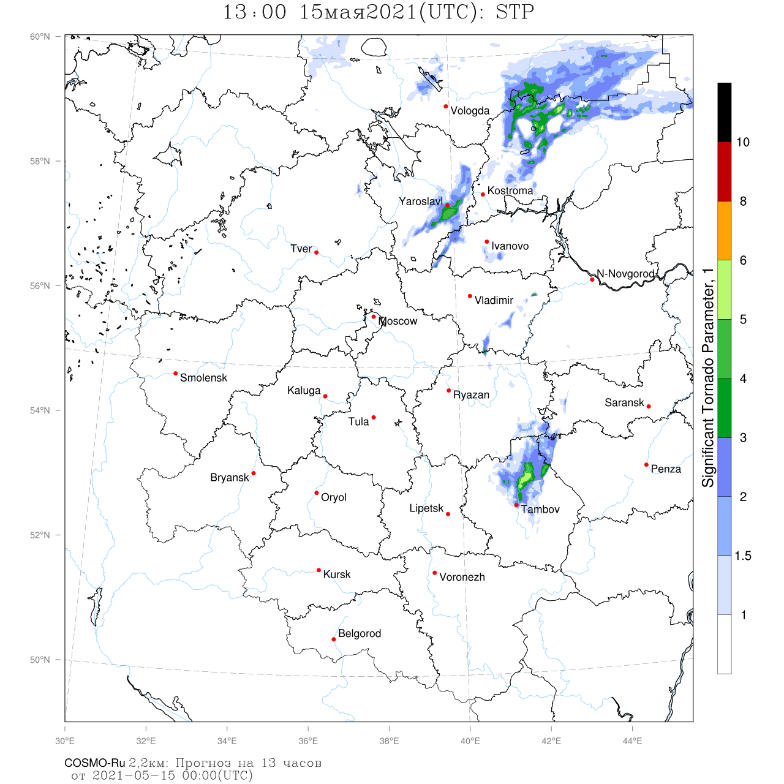 13:00 15мая2021(UTC): STP
60°N
Vologda
10
58°N
8
Kostroma
Yaroslavl
Ivanovo
Tver
6
N-Novgorod
56°N
Vladimir
5
Moscow
Smolensk
4
Kaluga
Ryazan
Saransk
54°N
Tula
3
Penza
Bryansk
Oryol
2
Lipetsk
Tambov
52°N
1.5
Kursk
Voronezh
1
Belgorod
50°N
Significant Tornado Parameter, 1
30°E 32°E 34°E 36°E 38°E 40°E 42°E 44°E
COSMO-Ru 2,2км: Прогноз на 13 часов
от 2021-05-15 00:00(UTC)